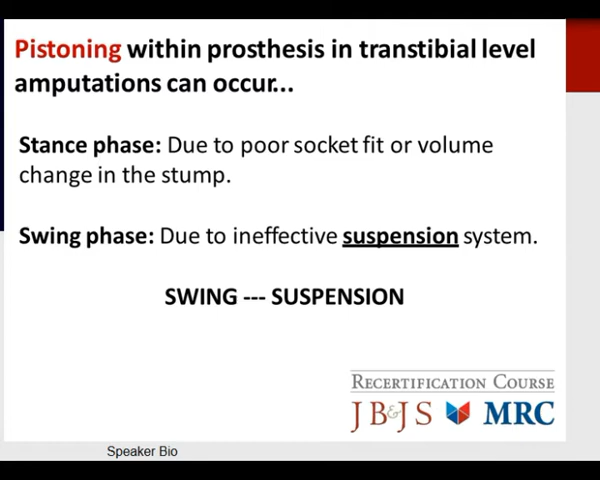 Pistoning within prosthesis in transtibial level
amputations can occur...
Stance phase: Due to poor socket fit or volume
change in the stump.
Swing phase: Due to ineffective suspension system.
SWING --- SUSPENSION
RECERTIFICATION COURSE
JB&JS MRC
Speaker Bio